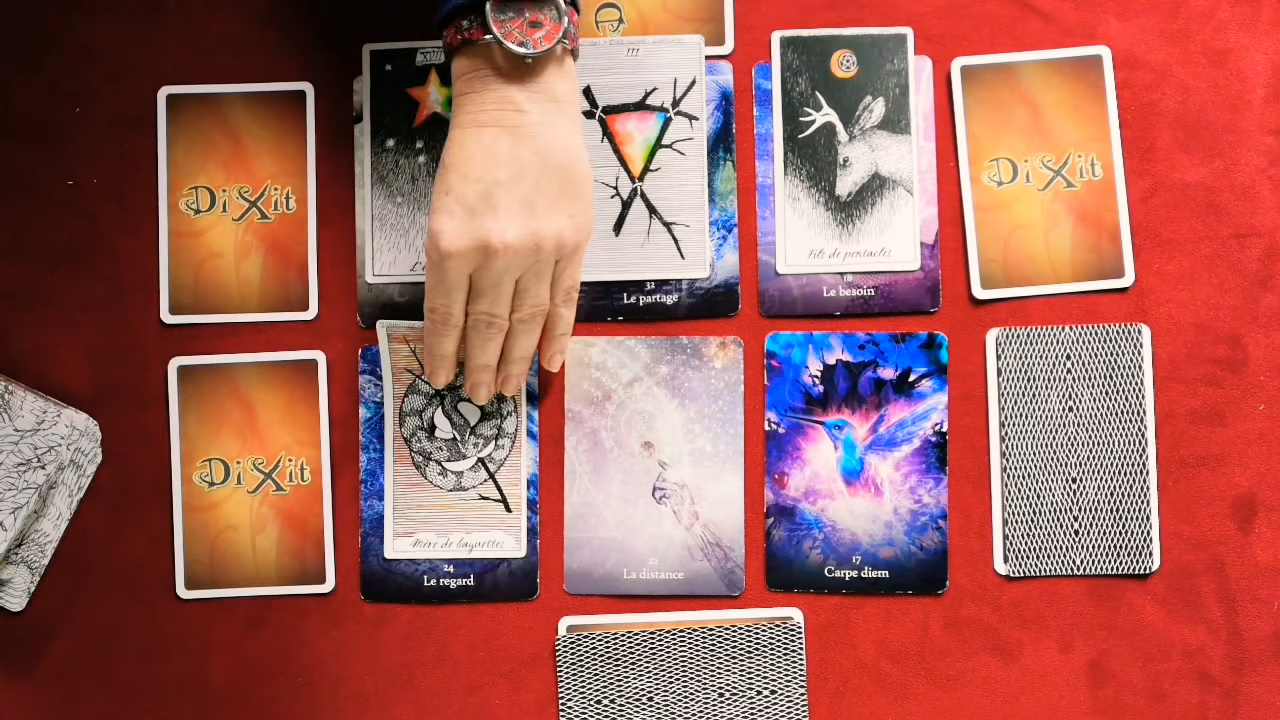 D
XVII
III
DiXit
DiXit
Fils de pentacles
32
Le partage
18
Le besoin
DiXit
Mère de baguettes
24
Le regard
22
La distance
17
Carpe diem